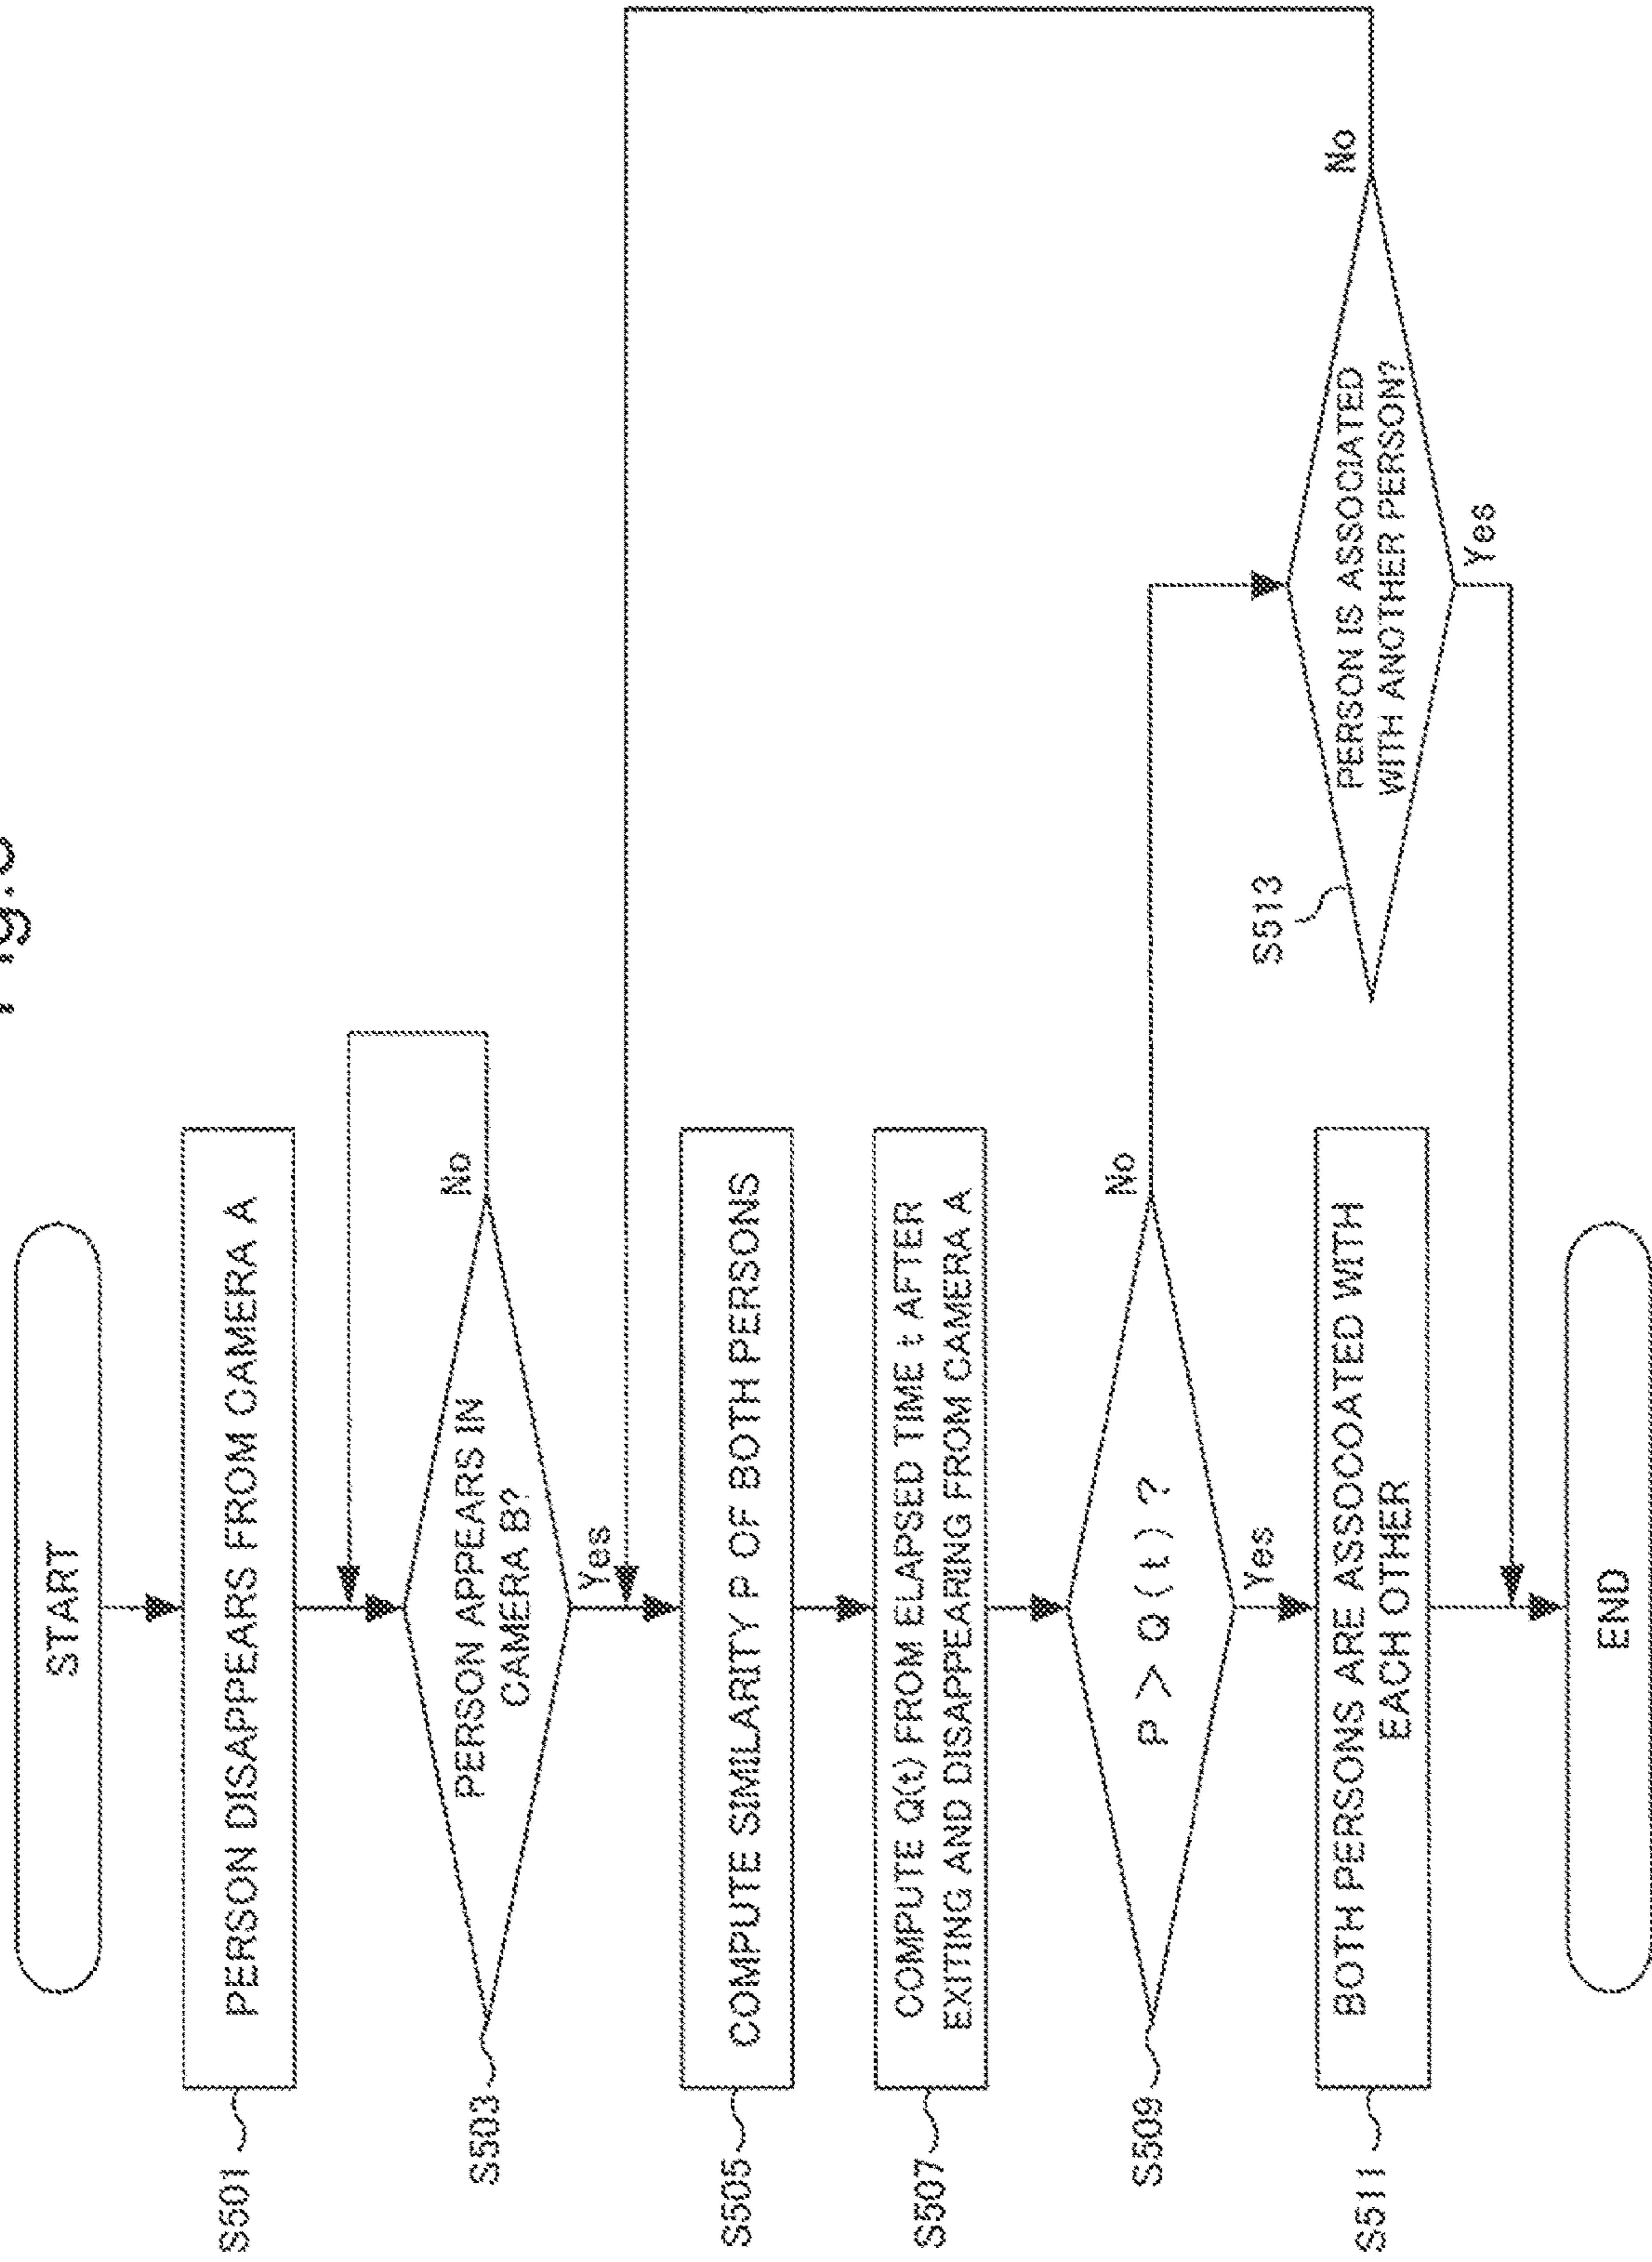 START
S501
PERSON DISAPPEARS FROM CAMERA A
S503
PERSON APPEARS IN
CAMERA B?
No
Yes
S505
COMPUTE SIMILARITY P OF BOTH PERSONS
S507
COMPUTE Q(t) FROM ELAPSED TIME t AFTER
EXITING AND DISAPPEARING FROM CAMERA A
S509
P > Q(t) ?
No
Yes
S513
PERSON IS ASSOCIATED
WITH ANOTHER PERSON?
No
Yes
S511
BOTH PERSONS ARE ASSOCOATED WITH
EACH OTHER
END